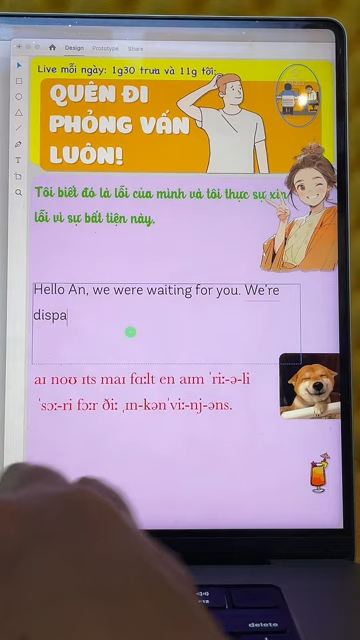 Design Prototype Share
Live mỗi ngày: 1g30 trưa và 11g tối:
QUÊN ĐI
PHỎNG VẤN
LUÔN!
Tôi biết đó là lỗi của mình và tôi thực sự xin
lỗi vì sự bất tiện này.
Hello An, we were waiting for you. We're
dispa
aɪ noʊ ɪts maɪ fɑːlt en aɪm ˈriː-ə-li
ˈsɔː-ri fɔːr ðiː ˌɪn-kənˈviː-nj-əns.
delete